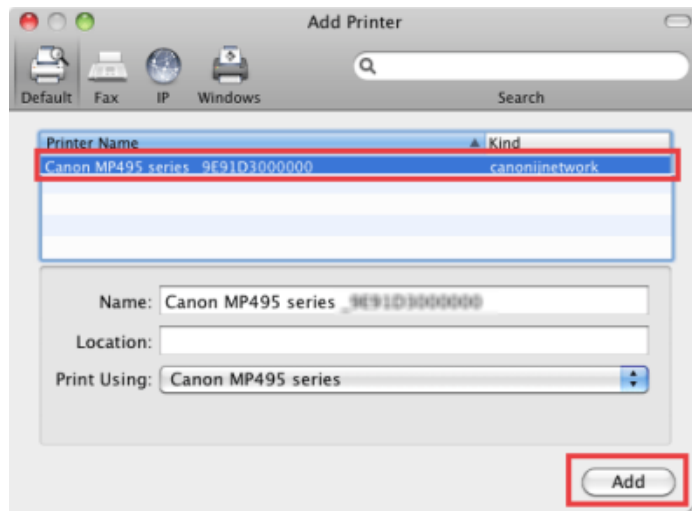 Add Printer
Default Fax IP Windows Search
Printer Name Kind
Canon MP495 series 9E91D3000000 canonijnetwork
Name: Canon MP495 series _9E91D3000000
Location:
Print Using: Canon MP495 series
Add